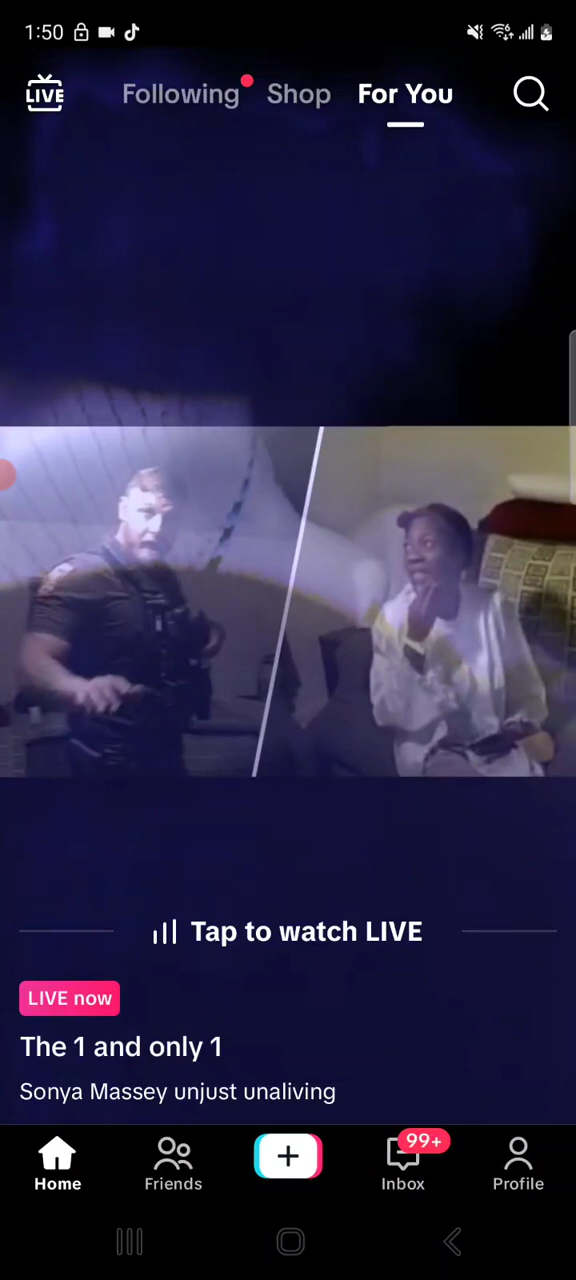 1:50
LIVE
Following Shop For You
Tap to watch LIVE
LIVE now
The 1 and only 1
Sonya Massey unjust unaliving
99+
Home Friends Inbox Profile